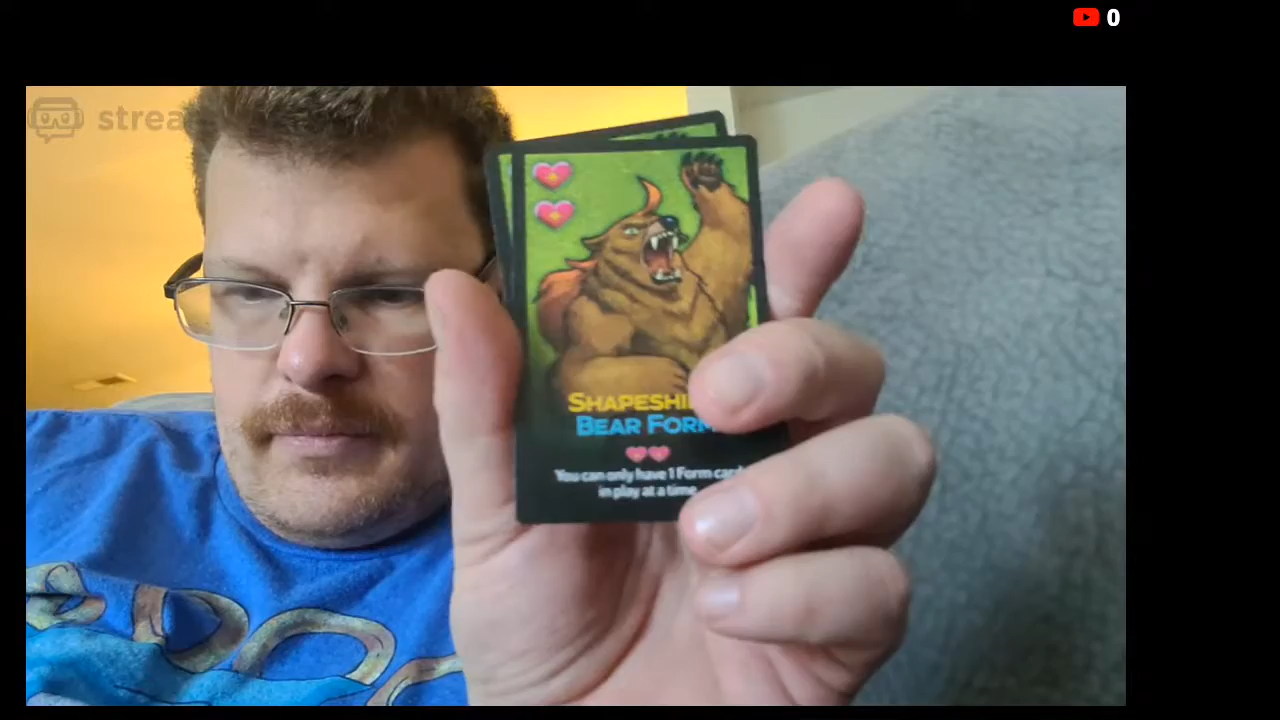 0
strea
SHAPESHI
BEAR FORM
You can only have 1 Form card
in play at a time